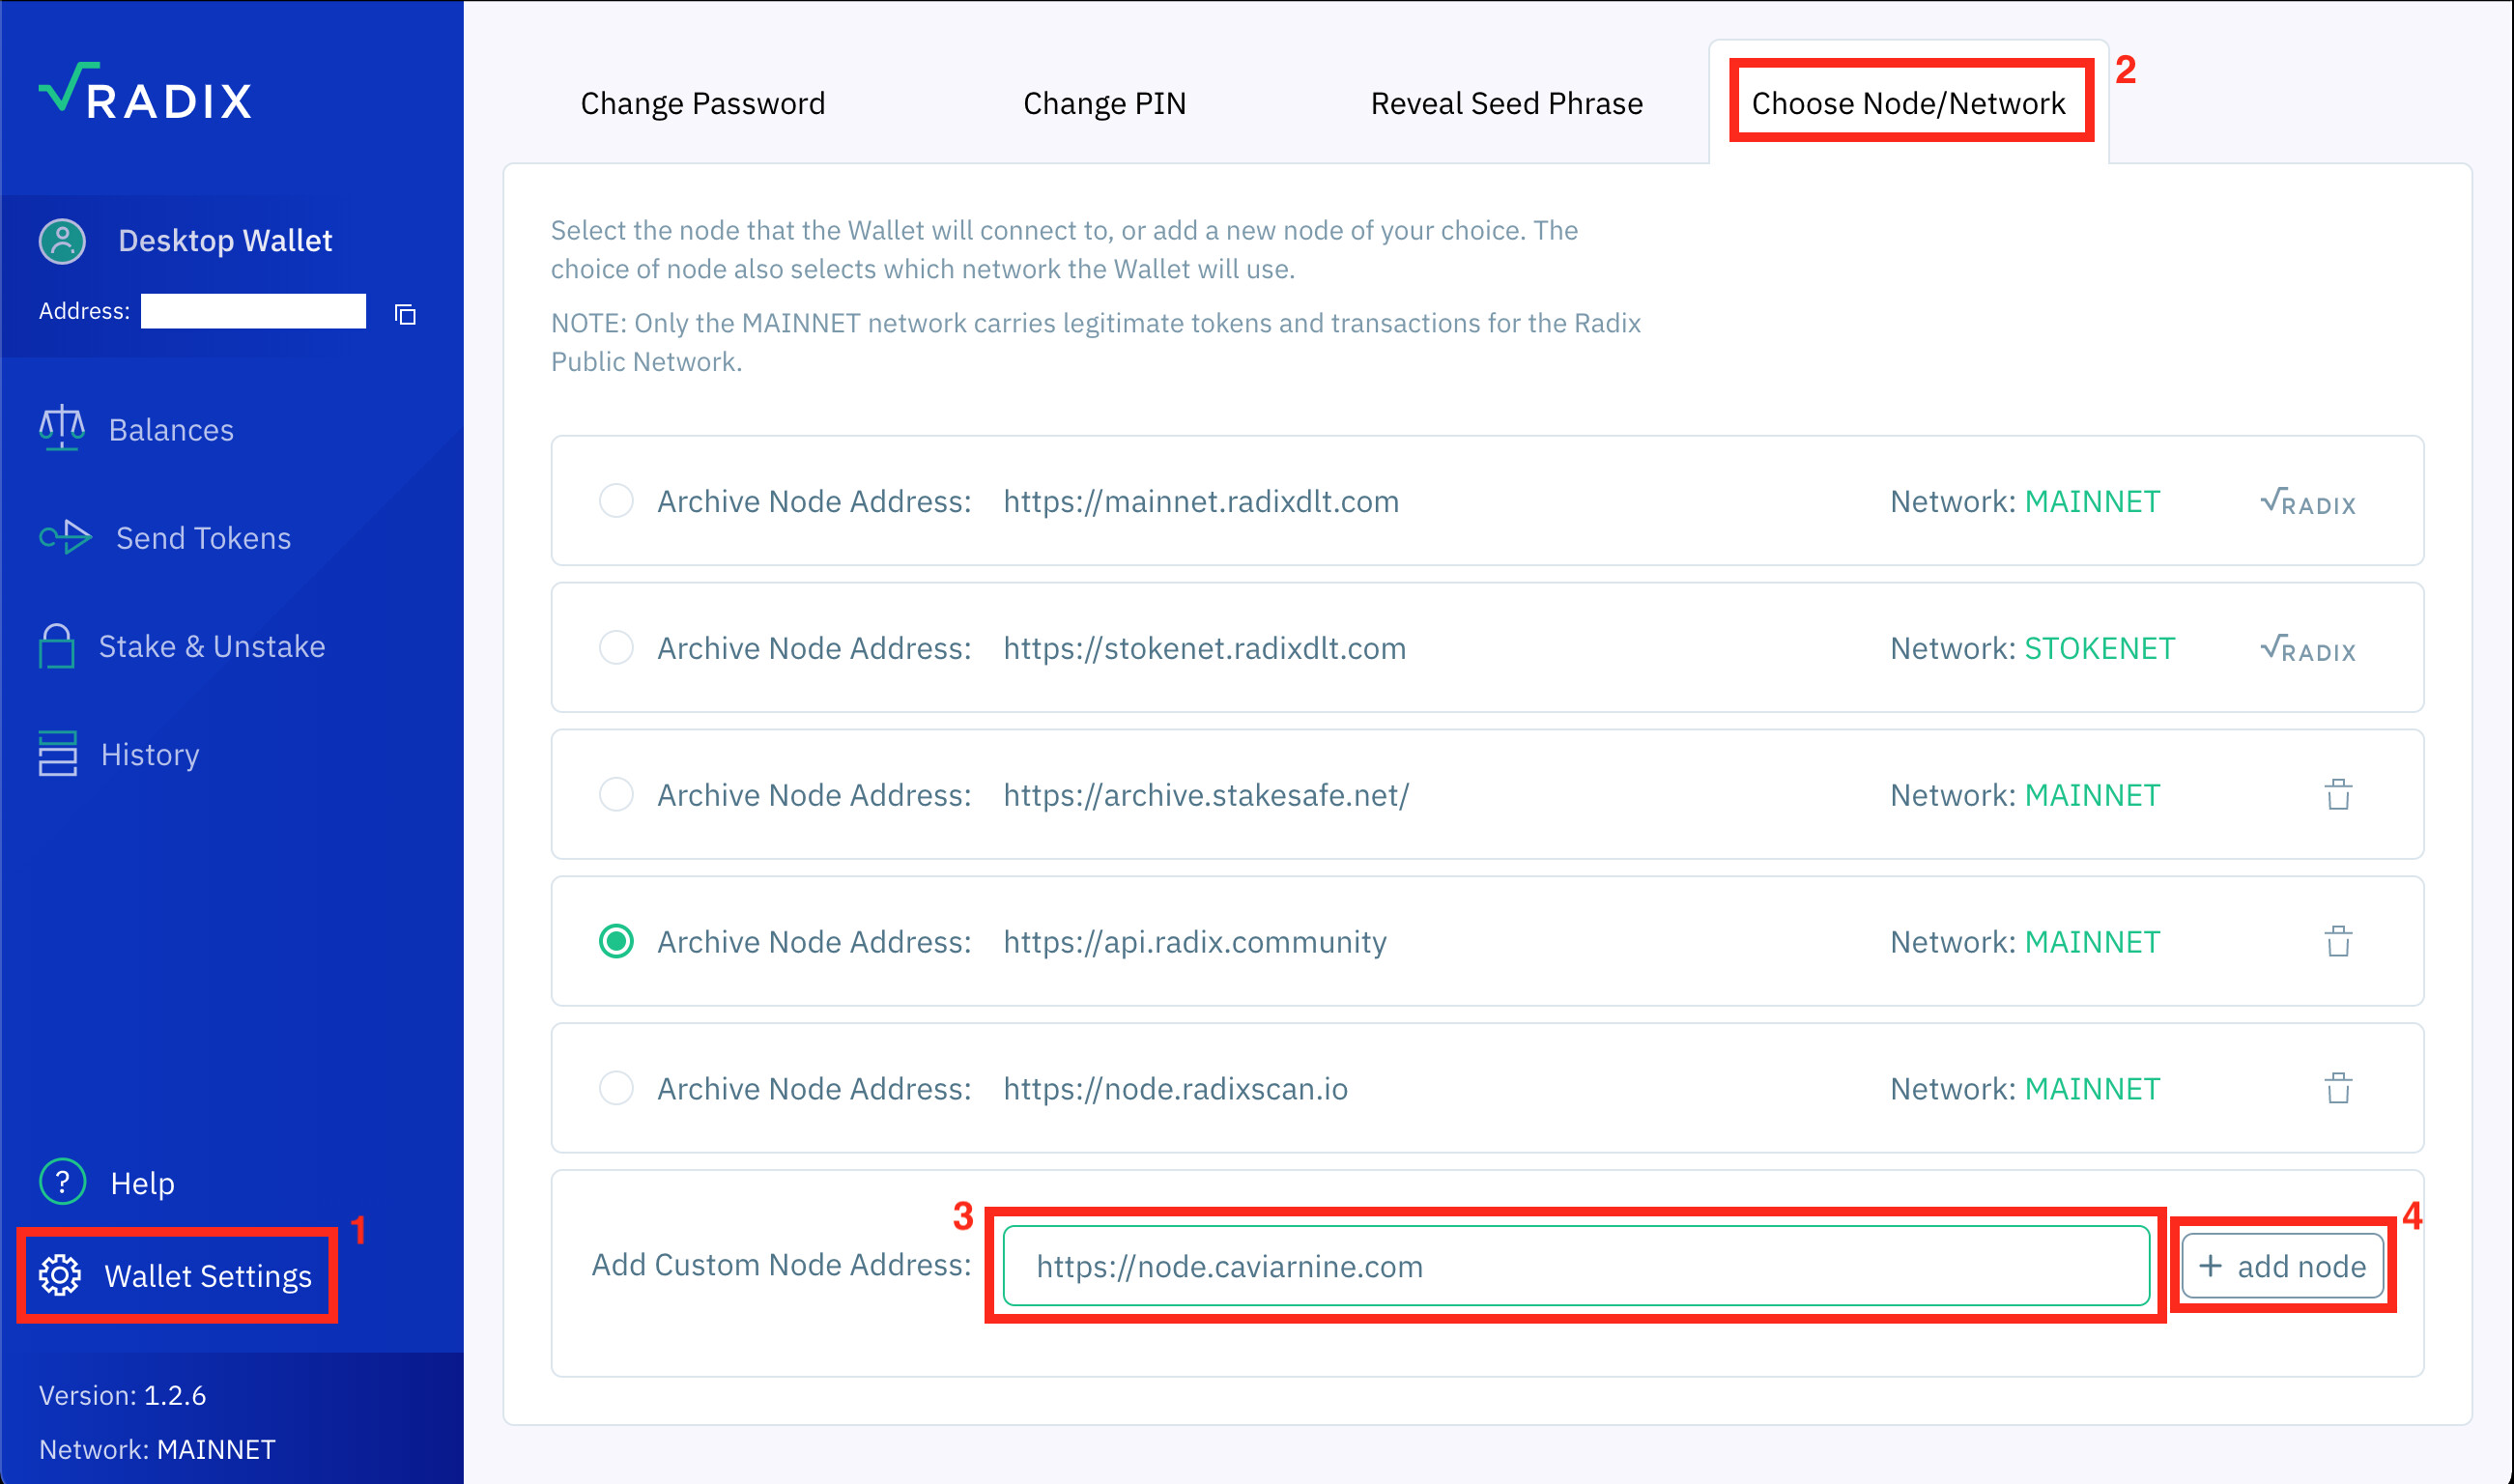 RADIX
Desktop Wallet
Address:
Balances
Send Tokens
Stake & Unstake
History
? Help
1
Wallet Settings
Version: 1.2.6
Network: MAINNET
Change Password
Change PIN
Reveal Seed Phrase
Choose Node/Network
2
Select the node that the Wallet will connect to, or add a new node of your choice. The
choice of node also selects which network the Wallet will use.
NOTE: Only the MAINNET network carries legitimate tokens and transactions for the Radix
Public Network.
Archive Node Address: https://mainnet.radixdlt.com Network: MAINNET RADIX
Archive Node Address: https://stokenet.radixdlt.com Network: STOKENET RADIX
Archive Node Address: https://archive.stakesafe.net/ Network: MAINNET
Archive Node Address: https://api.radix.community Network: MAINNET
Archive Node Address: https://node.radixscan.io Network: MAINNET
3
4
Add Custom Node Address: https://node.caviarnine.com + add node